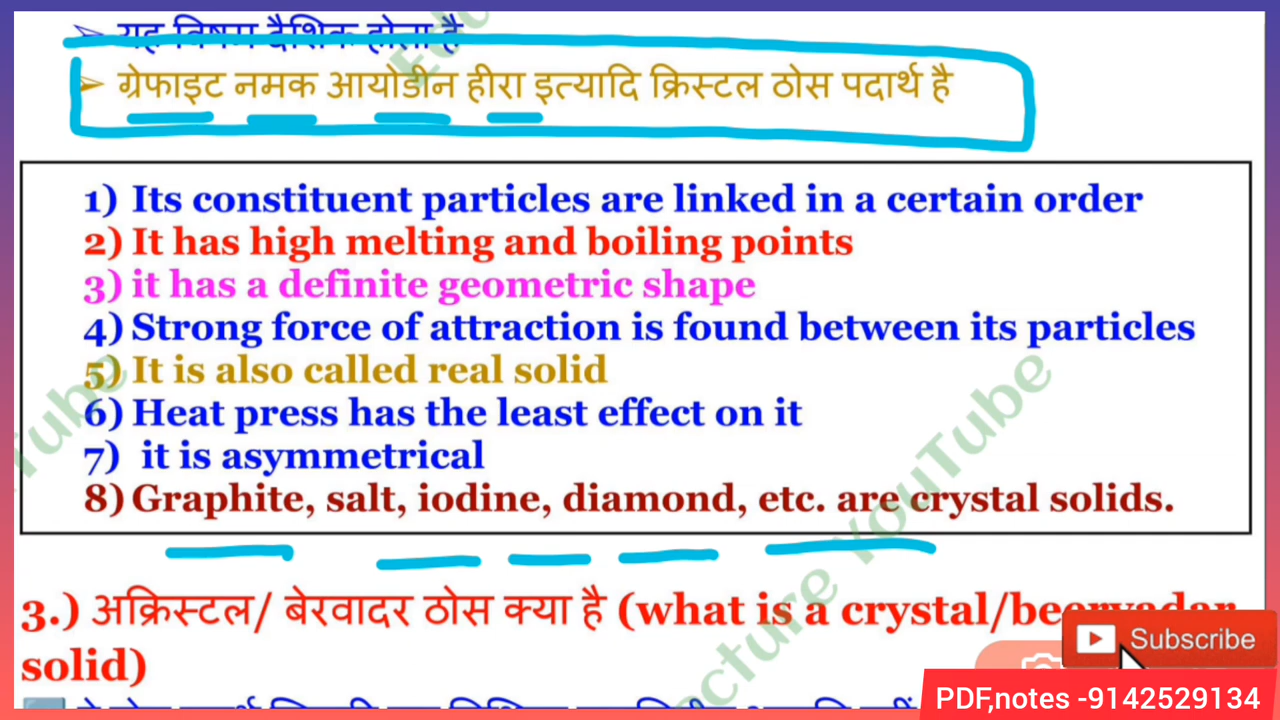 ➢ यह विषम दैशिक होता है
➢ ग्रेफाइट नमक आयोडीन हीरा इत्यादि क्रिस्टल ठोस पदार्थ है
1) Its constituent particles are linked in a certain order
2) It has high melting and boiling points
3) it has a definite geometric shape
4) Strong force of attraction is found between its particles
5) It is also called real solid
6) Heat press has the least effect on it
7) it is asymmetrical
8) Graphite, salt, iodine, diamond, etc. are crystal solids.
3.) अक्रिस्टल/ बेरवादर ठोस क्या है (what is a crystal/beervadar
solid)
Subscribe
PDF,notes -9142529134
YouTube